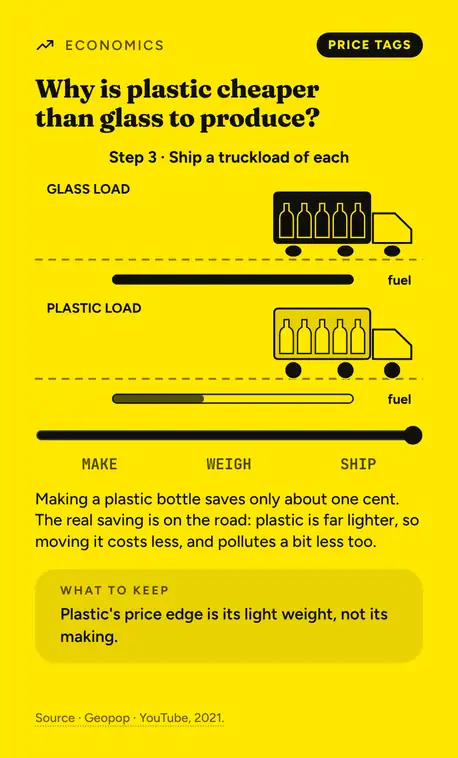 ECONOMICS
PRICE TAGS
Why is plastic cheaper
than glass to produce?
Step 3 · Ship a truckload of each
GLASS LOAD
fuel
PLASTIC LOAD
fuel
MAKE WEIGH SHIP
Making a plastic bottle saves only about one cent.
The real saving is on the road: plastic is far lighter, so
moving it costs less, and pollutes a bit less too.
WHAT TO KEEP
Plastic's price edge is its light weight, not its
making.
Source · Geopop · YouTube, 2021.